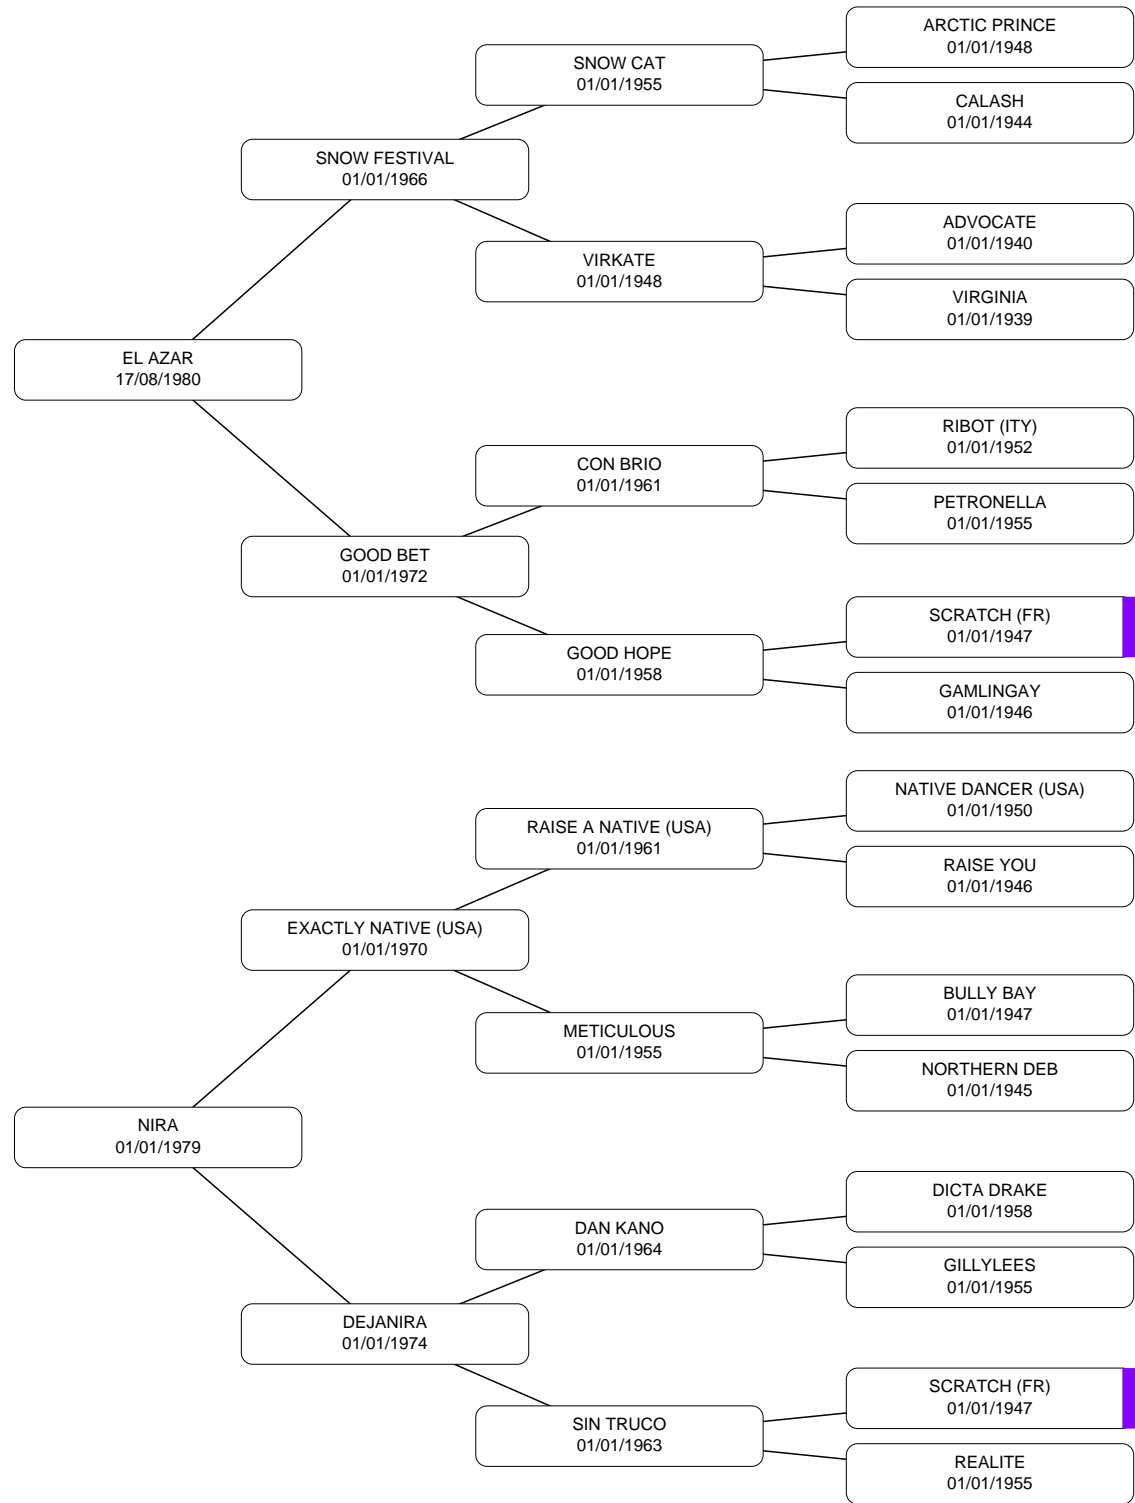 ARCTIC PRINCE
01/01/1948
SNOW CAT
01/01/1955
CALASH
01/01/1944
SNOW FESTIVAL
01/01/1966
ADVOCATE
01/01/1940
VIRKATE
01/01/1948
VIRGINIA
01/01/1939
EL AZAR
17/08/1980
RIBOT (ITY)
01/01/1952
CON BRIO
01/01/1961
PETRONELLA
01/01/1955
GOOD BET
01/01/1972
SCRATCH (FR)
01/01/1947
GOOD HOPE
01/01/1958
GAMLINGAY
01/01/1946
NATIVE DANCER (USA)
01/01/1950
RAISE A NATIVE (USA)
01/01/1961
RAISE YOU
01/01/1946
EXACTLY NATIVE (USA)
01/01/1970
BULLY BAY
01/01/1947
METICULOUS
01/01/1955
NORTHERN DEB
01/01/1945
NIRA
01/01/1979
DICTA DRAKE
01/01/1958
DAN KANO
01/01/1964
GILLYLEES
01/01/1955
DEJANIRA
01/01/1974
SCRATCH (FR)
01/01/1947
SIN TRUCO
01/01/1963
REALITE
01/01/1955